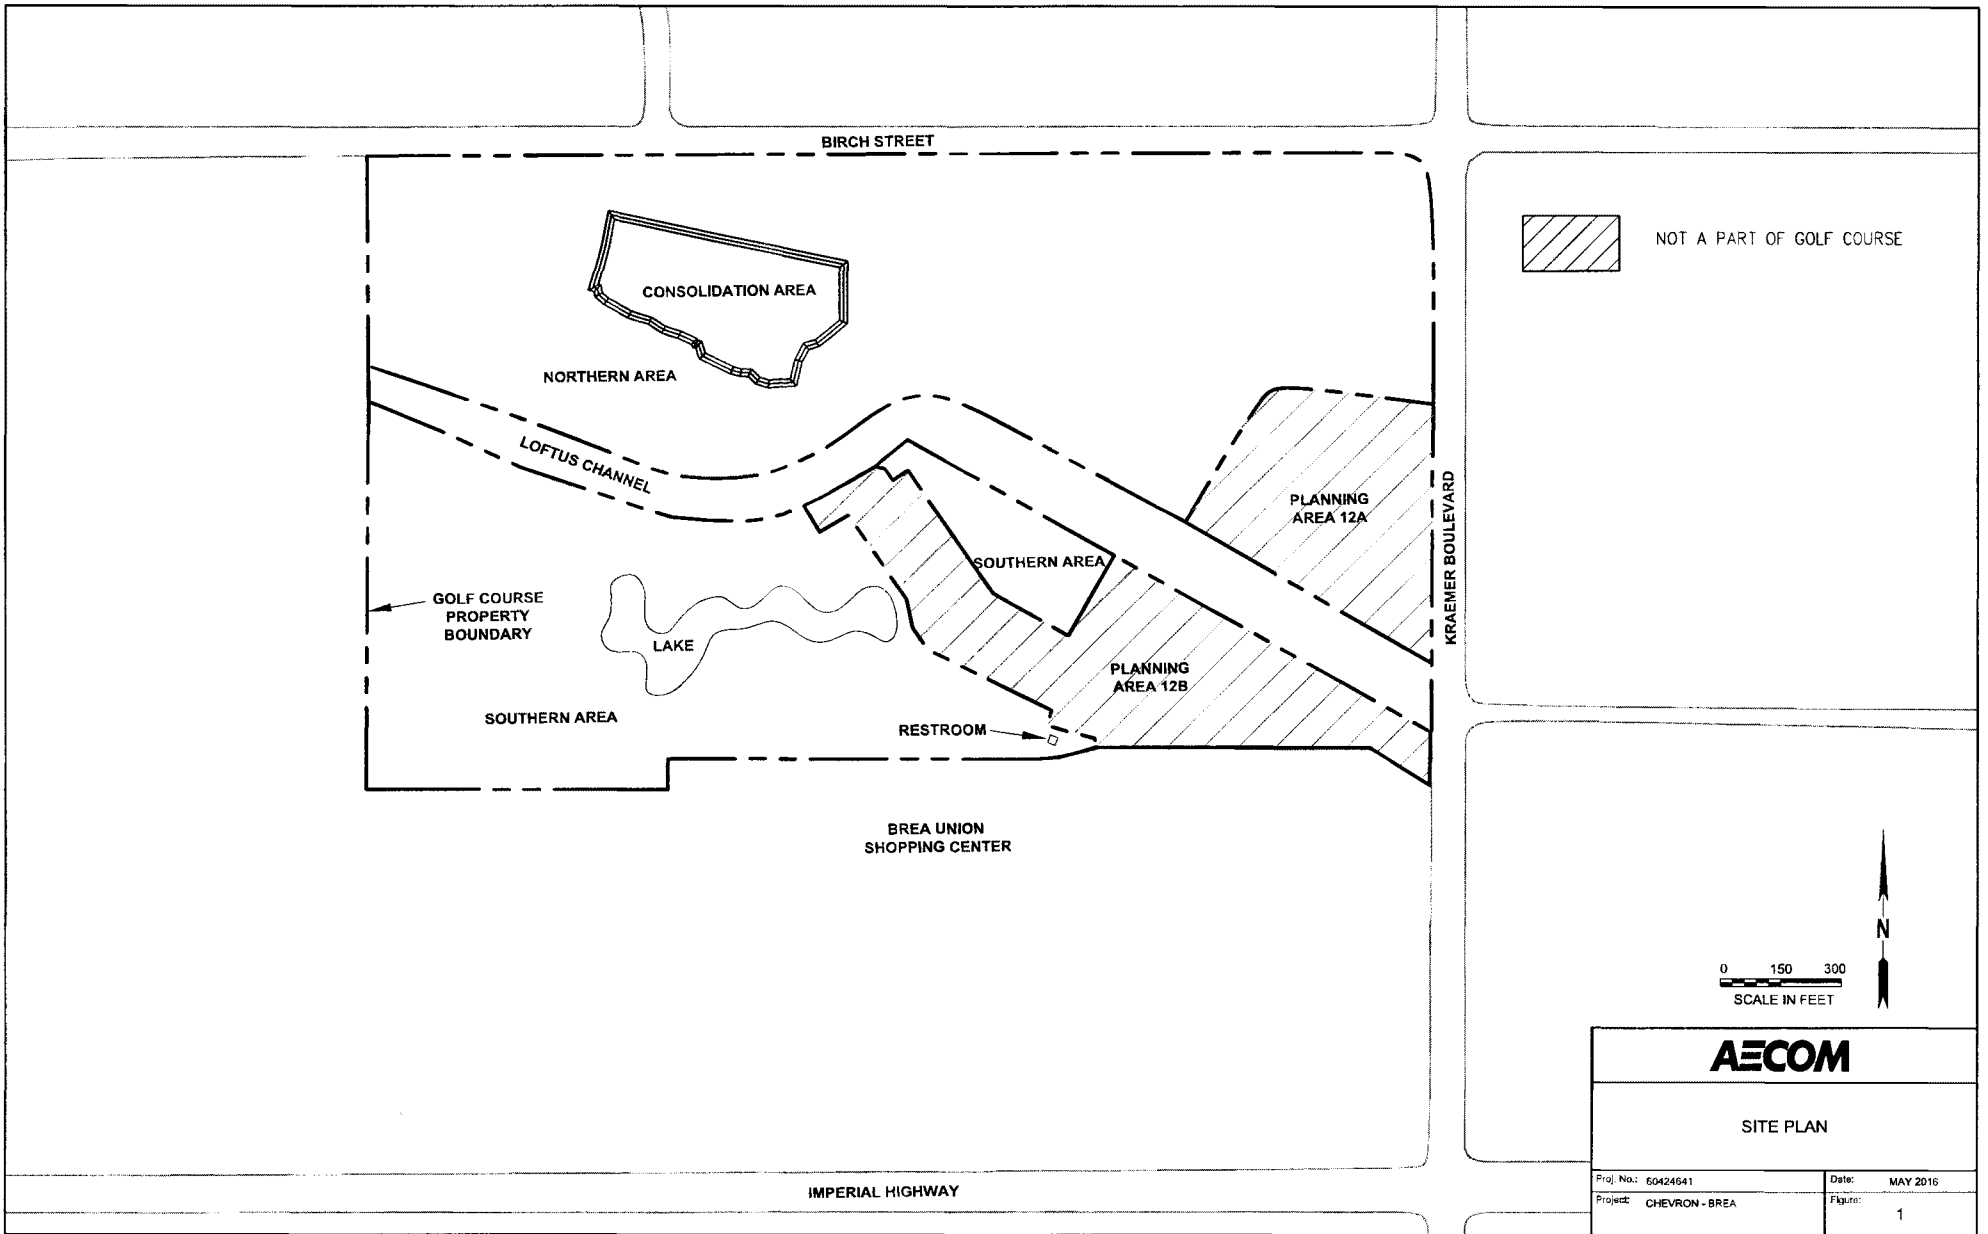 BIRCH STREET
NOT A PART OF GOLF COURSE
CONSOLIDATION AREA
NORTHERN AREA
LOFTUS CHANNEL
PLANNING
AREA 12A
KRAEMER BOULEVARD
SOUTHERN AREA
GOLF COURSE
PROPERTY
BOUNDARY
LAKE
PLANNING
AREA 12B
SOUTHERN AREA
RESTROOM
BREA UNION
SHOPPING CENTER
N
0 150 300
SCALE IN FEET
AECOM
SITE PLAN
Proj. No.: 60424641
Date: MAY 2016
Project: CHEVRON - BREA
Figure: 1
IMPERIAL HIGHWAY